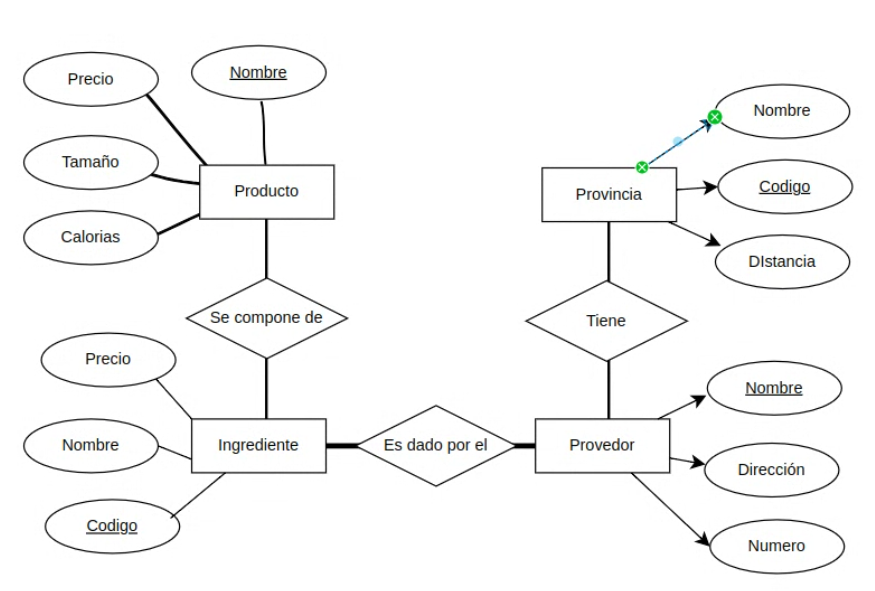 Precio
Nombre
Tamaño
Calorias
Producto
Se compone de
Precio
Nombre
Codigo
Ingrediente
Es dado por el
Provincia
Nombre
Codigo
DIstancia
Tiene
Provedor
Nombre
Dirección
Numero